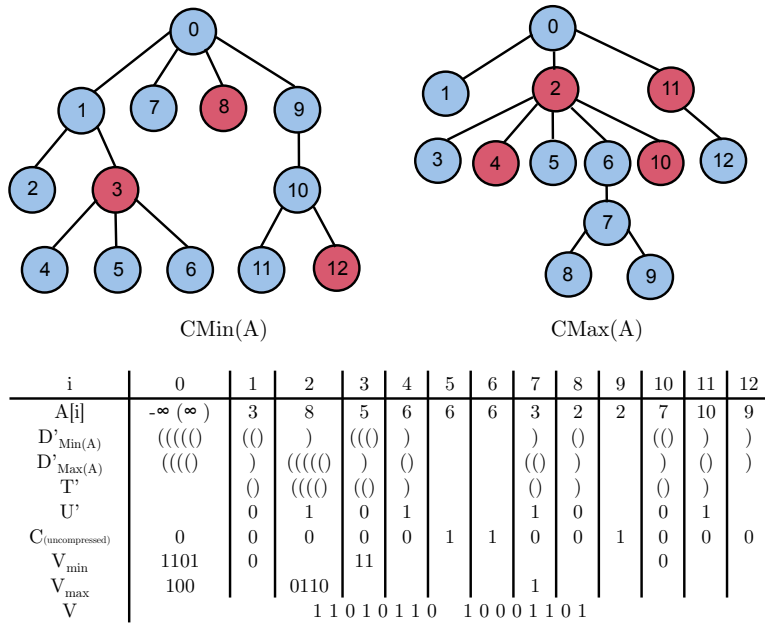 0
1 7 8 9
2 3 10
4 5 6 11 12
CMin(A)
0
1 2 11
3 4 5 6 10 12
7
8 9
CMax(A)
i 0 1 2 3 4 5 6 7 8 9 10 11 12
A[i] -∞ (∞) 3 8 5 6 6 6 3 2 2 7 10 9
D'Min(A) ((((() (() ) ((() ) ) () (() ) )
D'Max(A) (((() ) ((((() ) () (() ) ) () )
T' () (((() (() ) () ) () )
U' 0 1 0 1 1 0 0 1
C(uncompressed) 0 0 0 0 0 1 1 0 0 1 0 0 0
Vmin 1101 0 11 0
Vmax 100 0110 1
V 1 1 0 1 0 1 1 0 1 0 0 0 1 1 0 1